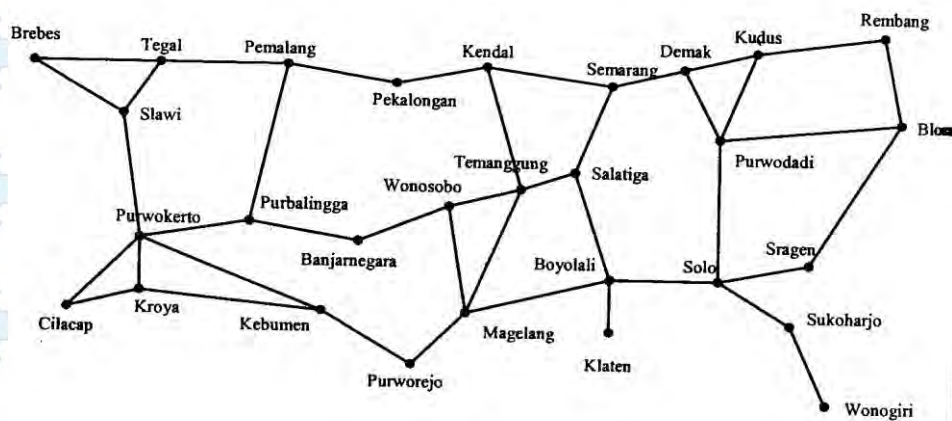 Brebes
Tegal
Pemalang
Kendal
Demak
Kudus
Rembang
Semarang
Pekalongan
Slawi
Purwodadi
Temanggung
Salatiga
Wonosobo
Purwokerto
Purbalingga
Banjarnegara
Boyolali
Solo
Sragen
Cilacap
Kroya
Kebumen
Magelang
Sukoharjo
Klaten
Purworejo
Wonogiri